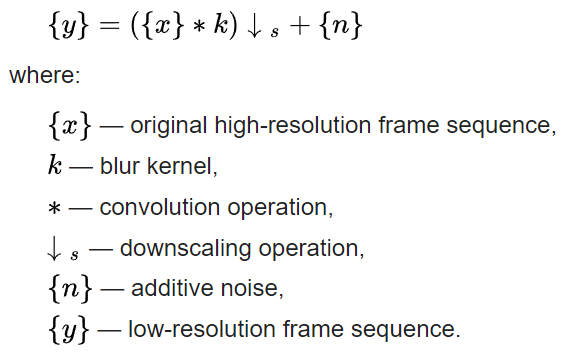 {y} = ({x} ∗ k) ↓ₛ + {n}
where:
{x} — original high-resolution frame sequence,
k — blur kernel,
∗ — convolution operation,
↓ₛ — downscaling operation,
{n} — additive noise,
{y} — low-resolution frame sequence.